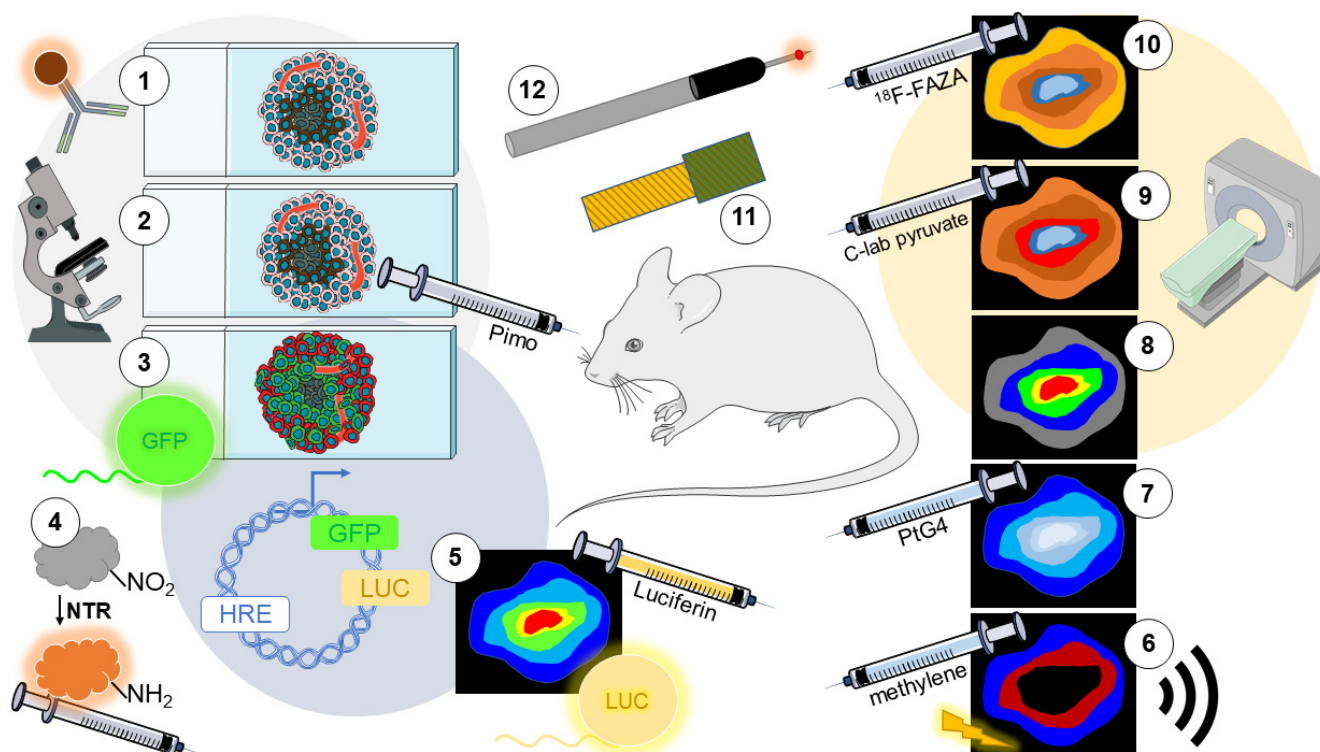 1
2
3
GFP
Pimo
4
NO₂
NTR
NH₂
HRE
GFP
LUC
5
Luciferin
LUC
12
11
10
¹⁸F-FAZA
9
C-lab pyruvate
8
7
PtG4
6
methylene